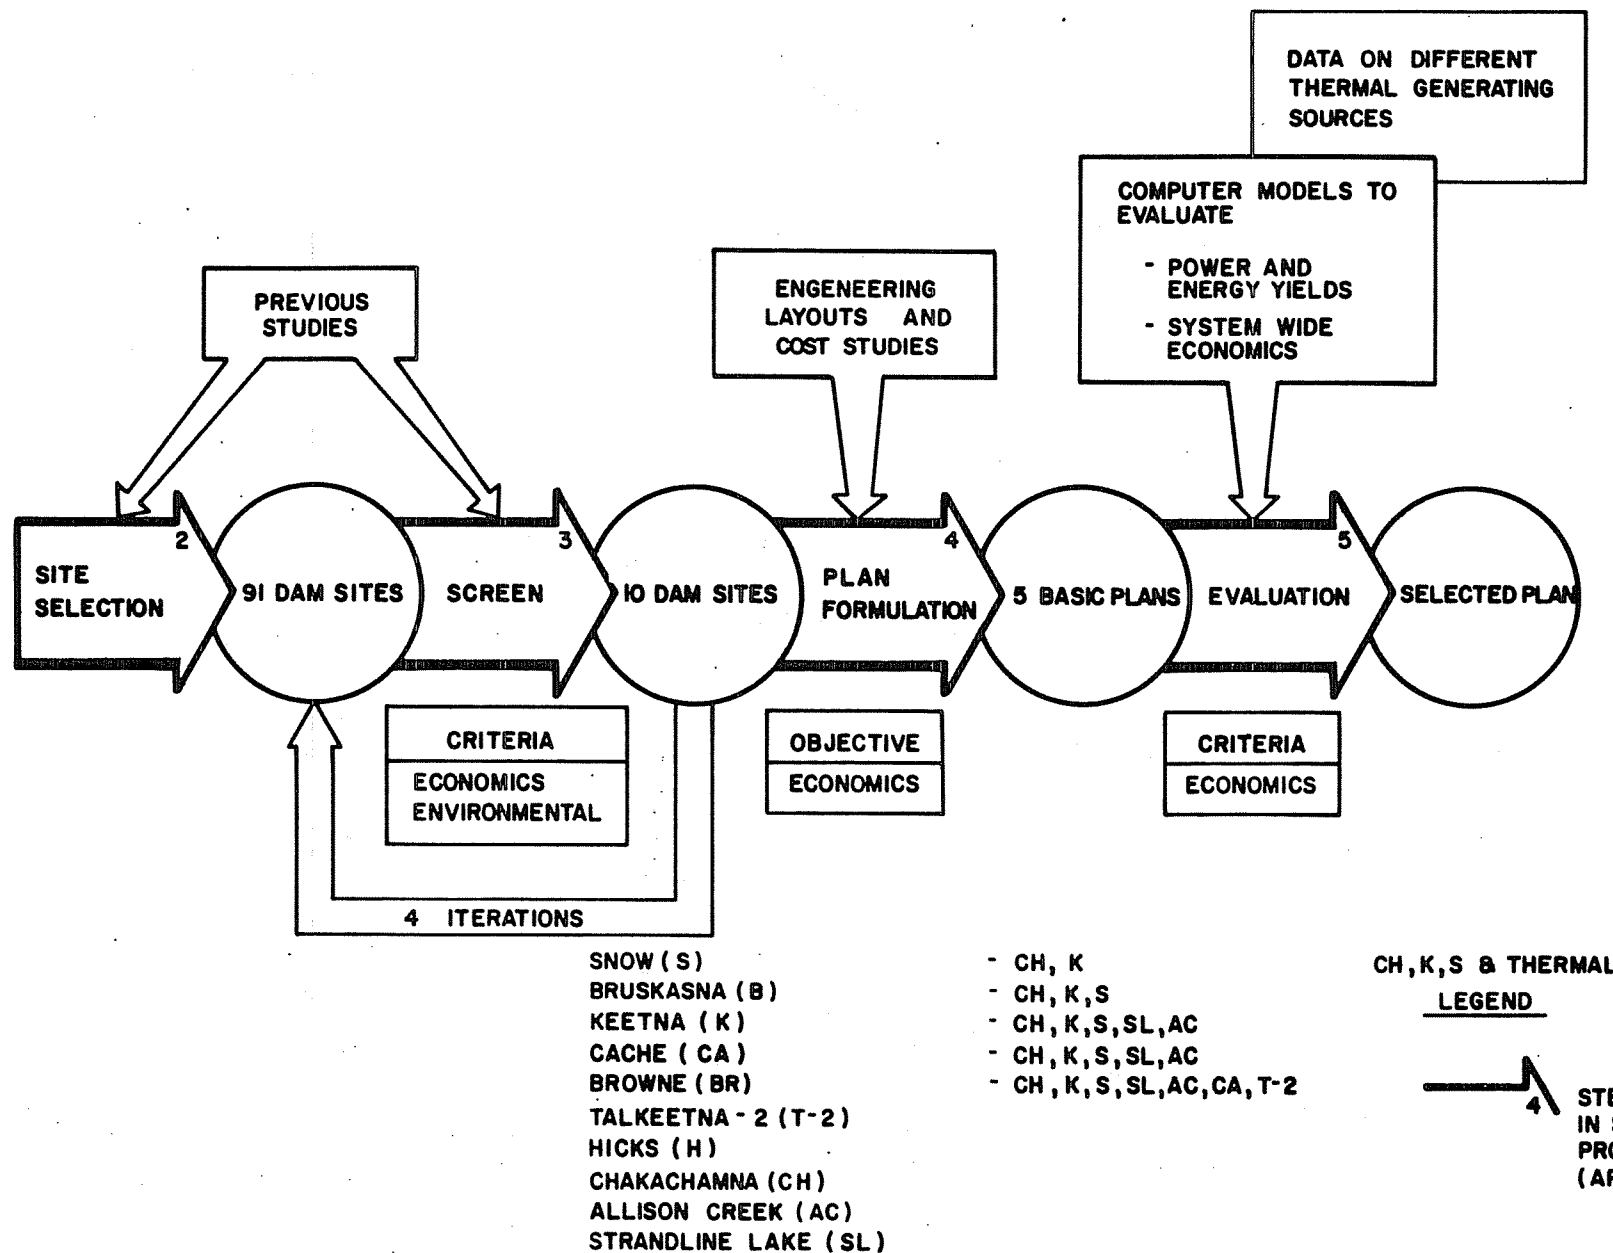 DATA ON DIFFERENT
THERMAL GENERATING
SOURCES
COMPUTER MODELS TO
EVALUATE
- POWER AND
ENERGY YIELDS
- SYSTEM WIDE
ECONOMICS
PREVIOUS
STUDIES
ENGENEERING
LAYOUTS AND
COST STUDIES
2
3
4
5
SITE
SELECTION
91 DAM SITES
SCREEN
10 DAM SITES
PLAN
FORMULATION
5 BASIC PLANS
EVALUATION
SELECTED PLAN
CRITERIA
ECONOMICS
ENVIRONMENTAL
OBJECTIVE
ECONOMICS
CRITERIA
ECONOMICS
4 ITERATIONS
SNOW (S)
BRUSKASNA (B)
KEETNA (K)
CACHE (CA)
BROWNE (BR)
TALKEETNA - 2 (T-2)
HICKS (H)
CHAKACHAMNA (CH)
ALLISON CREEK (AC)
STRANDLINE LAKE (SL)
- CH, K
- CH, K, S
- CH, K, S, SL, AC
- CH, K, S, SL, AC
- CH, K, S, SL, AC, CA, T-2
CH, K, S & THERMAL
LEGEND
4
IN